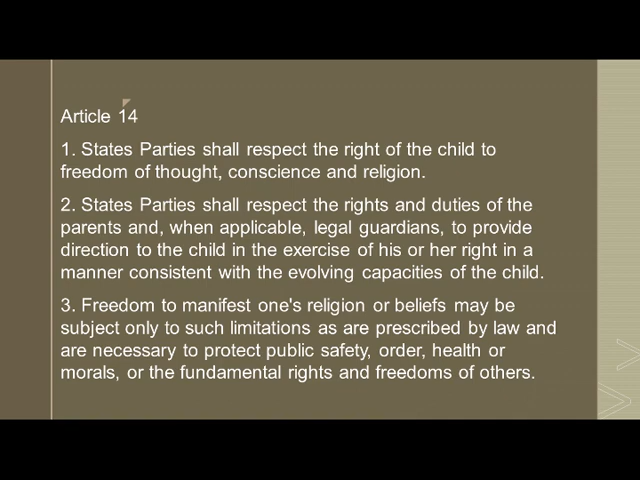 Article 14
1. States Parties shall respect the right of the child to
freedom of thought, conscience and religion.
2. States Parties shall respect the rights and duties of the
parents and, when applicable, legal guardians, to provide
direction to the child in the exercise of his or her right in a
manner consistent with the evolving capacities of the child.
3. Freedom to manifest one's religion or beliefs may be
subject only to such limitations as are prescribed by law and
are necessary to protect public safety, order, health or
morals, or the fundamental rights and freedoms of others.